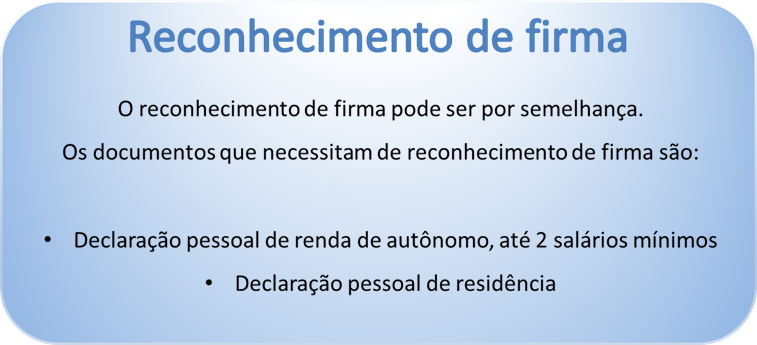 Reconhecimento de firma
O reconhecimento de firma pode ser por semelhança.
Os documentos que necessitam de reconhecimento de firma são:
• Declaração pessoal de renda de autônomo, até 2 salários mínimos
• Declaração pessoal de residência